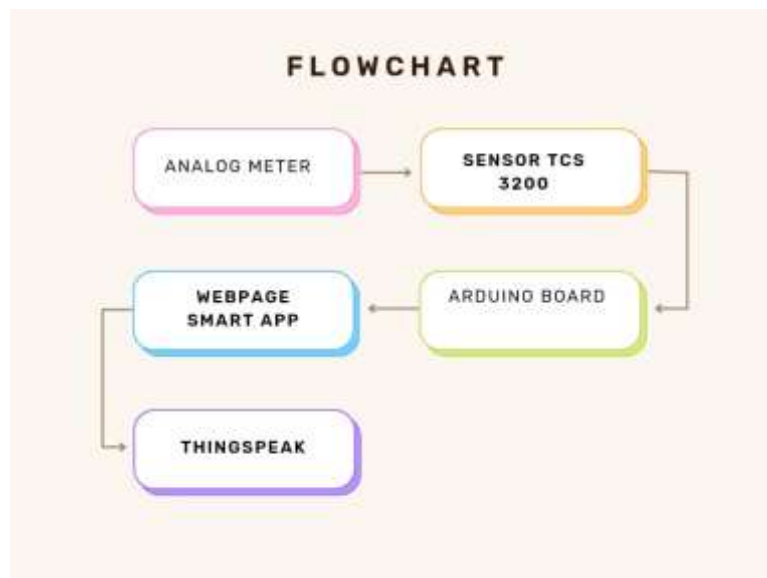 FLOWCHART
ANALOG METER
SENSOR TCS
3200
ARDUINO BOARD
WEBPAGE
SMART APP
THINGSPEAK